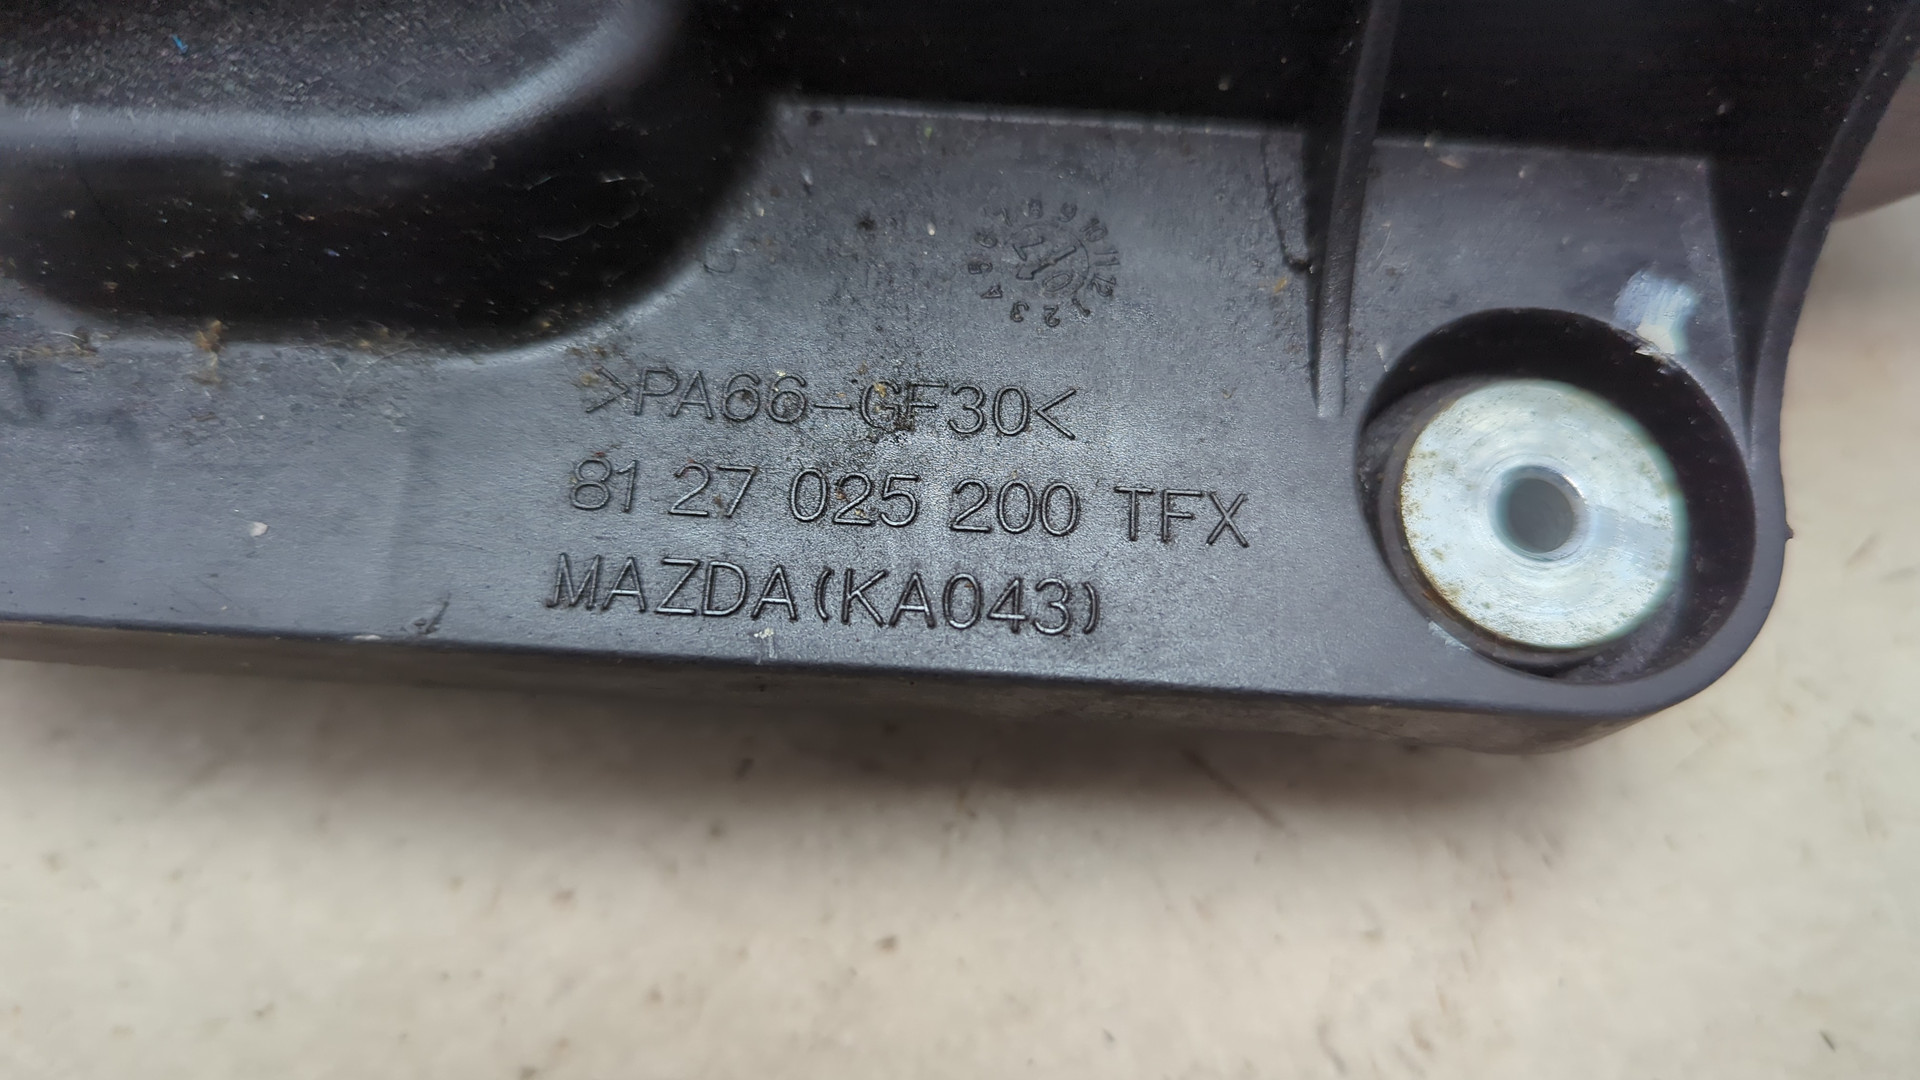 >PA66-GF30<
81 27 025 200 TFX
MAZDA(KA043)